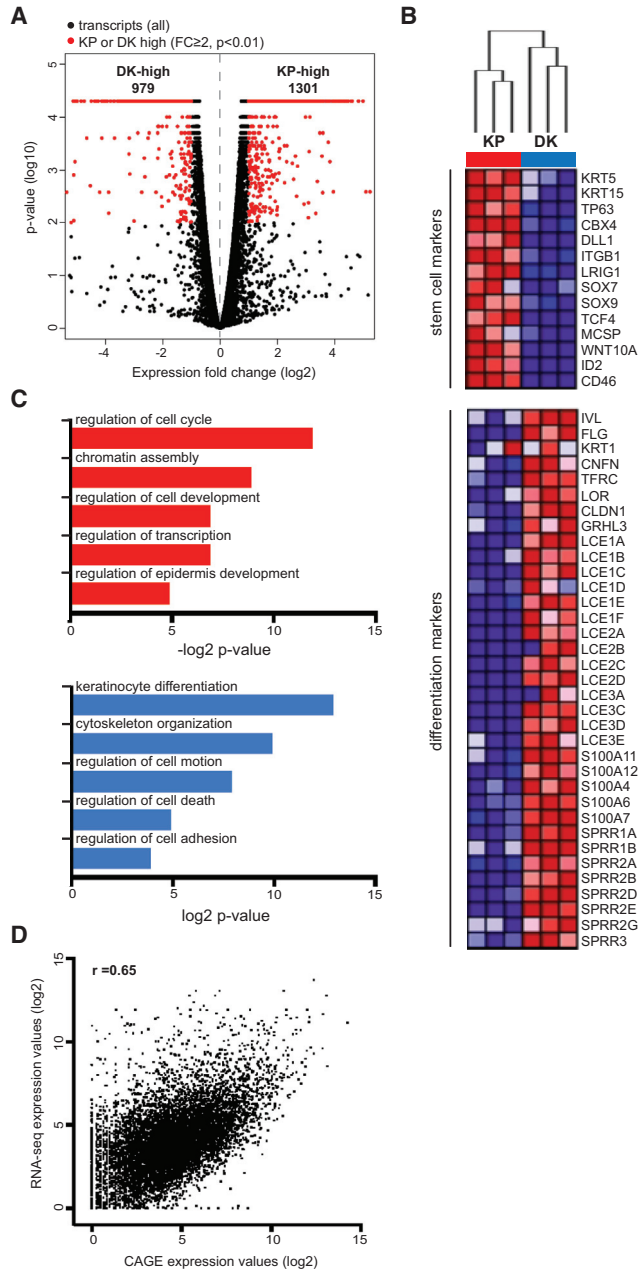 A
transcripts (all)
KP or DK high (FC≥2, p<0.01)
DK-high
979
KP-high
1301
p-value (log10)
5
4
3
2
1
0
-4
-2
0
2
4
Expression fold change (log2)
B
KP
DK
stem cell markers
KRT5
KRT15
TP63
CBX4
DLL1
ITGB1
LRIG1
SOX7
SOX9
TCF4
MCSP
WNT10A
ID2
CD46
differentiation markers
IVL
FLG
KRT1
CNFN
TFRC
LOR
CLDN1
GRHL3
LCE1A
LCE1B
LCE1C
LCE1D
LCE1E
LCE1F
LCE2A
LCE2B
LCE2C
LCE2D
LCE3A
LCE3C
LCE3D
LCE3E
S100A11
S100A12
S100A4
S100A6
S100A7
SPRR1A
SPRR1B
SPRR2A
SPRR2B
SPRR2D
SPRR2E
SPRR2G
SPRR3
C
regulation of cell cycle
chromatin assembly
regulation of cell development
regulation of transcription
regulation of epidermis development
0
5
10
15
-log2 p-value
keratinocyte differentiation
cytoskeleton organization
regulation of cell motion
regulation of cell death
regulation of cell adhesion
0
5
10
15
log2 p-value
D
r =0.65
RNA-seq expression values (log2)
15
10
5
0
0
5
10
15
CAGE expression values (log2)